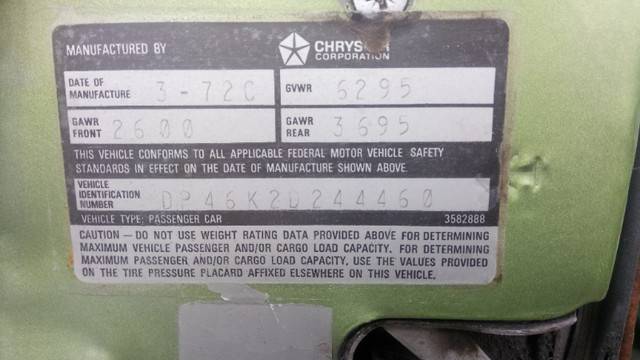 MANUFACTURED BY CHRYSLER CORPORATION
DATE OF MANUFACTURE 3-72C GVWR 6295
GAWR FRONT 2600 GAWR REAR 3695
THIS VEHICLE CONFORMS TO ALL APPLICABLE FEDERAL MOTOR VEHICLE SAFETY
STANDARDS IN EFFECT ON THE DATE OF MANUFACTURE SHOWN ABOVE.
VEHICLE IDENTIFICATION NUMBER DP46K2D244460
VEHICLE TYPE: PASSENGER CAR 3582888
CAUTION — DO NOT USE WEIGHT RATING DATA PROVIDED ABOVE FOR DETERMINING
MAXIMUM VEHICLE PASSENGER AND/OR CARGO LOAD CAPACITY. FOR DETERMINING
MAXIMUM PASSENGER AND/OR CARGO LOAD CAPACITY, USE THE VALUES PROVIDED
ON THE TIRE PRESSURE PLACARD AFFIXED ELSEWHERE ON THIS VEHICLE.